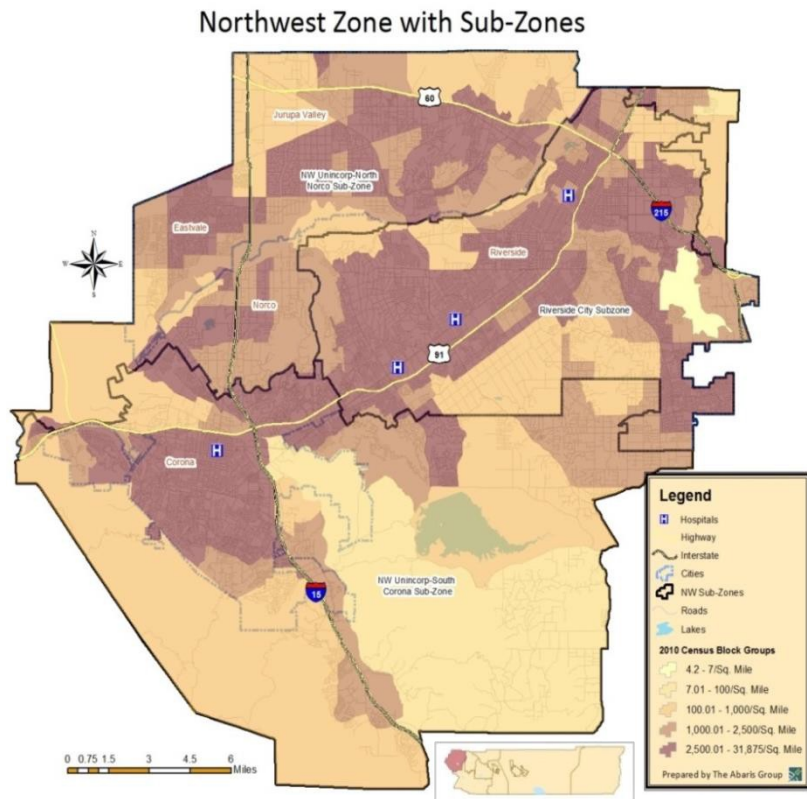 Northwest Zone with Sub-Zones
60
Jurupa Valley
NW Unincorp-North
Norco Sub-Zone
H
215
Eastvale
Riverside
N
W E
S
Norco
Riverside City Subzone
H
91
H
H
Corona
NW Unincorp-South
Corona Sub-Zone
15
Legend
H Hospitals
Highway
Interstate
Cities
NW Sub-Zones
Roads
Lakes
2010 Census Block Groups
4.2 - 7/Sq. Mile
7.01 - 100/Sq. Mile
100.01 - 1,000/Sq. Mile
1,000.01 - 2,500/Sq. Mile
2,500.01 - 31,875/Sq. Mile
Prepared by The Abaris Group
0 0.75 1.5 3 4.5 6
Miles